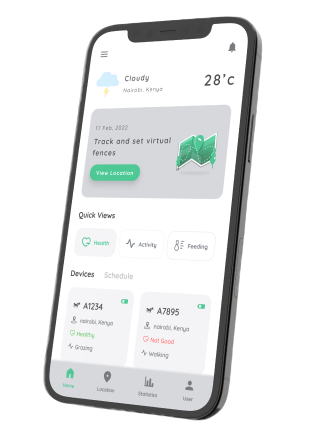 Cloudy
Nairobi, Kenya
28°C
17 Feb, 2022
Track and set virtual
fences
View Location
Quick Views
Health
Activity
Feeding
Devices
Schedule
A1234
nairobi, Kenya
Healthy
Grazing
A7895
nairobi, Kenya
Not Good
Walking
Home
Location
Statistics
User